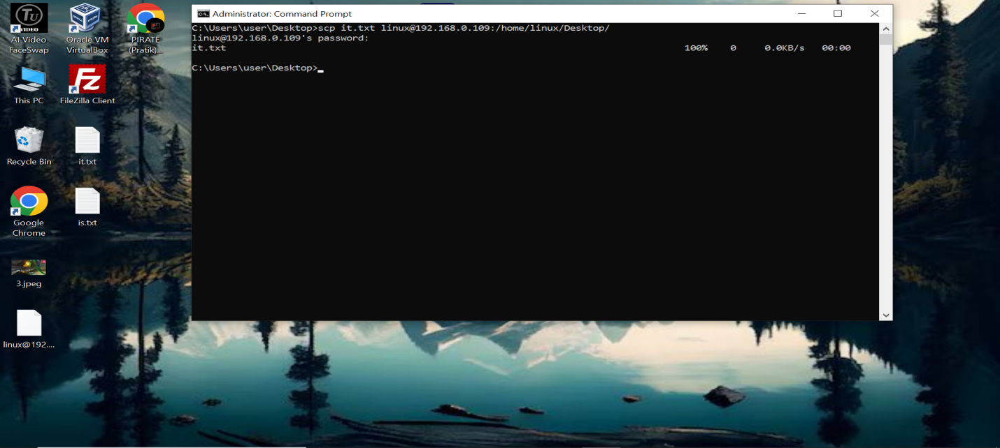 Administrator: Command Prompt
C:\Users\user\Desktop>scp it.txt linux@192.168.0.109:/home/linux/Desktop/
linux@192.168.0.109's password:
it.txt 100% 0 0.0KB/s 00:00
C:\Users\user\Desktop>
TU
VIDEO
AI Video
FaceSwap
Oracle VM
VirtualBox
PIRATE
(Pratik)...
This PC
Fz
FileZilla Client
Recycle Bin
it.txt
Google
Chrome
is.txt
3.jpeg
linux@192....